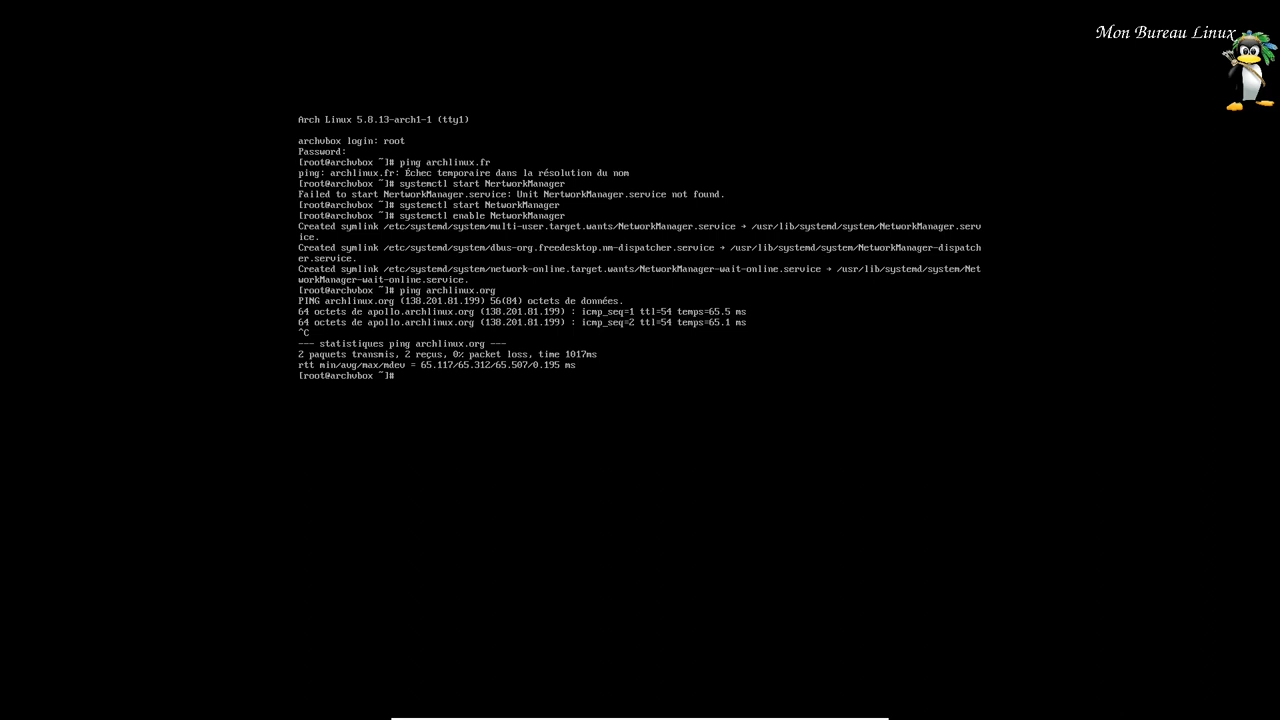 Mon Bureau Linux
Arch Linux 5.8.13-arch1-1 (tty1)
archvbox login: root
Password:
[root@archvbox ~]# ping archlinux.fr
ping: archlinux.fr: Échec temporaire dans la résolution du nom
[root@archvbox ~]# systemctl start NertworkManager
Failed to start NertworkManager.service: Unit NertworkManager.service not found.
[root@archvbox ~]# systemctl start NetworkManager
[root@archvbox ~]# systemctl enable NetworkManager
Created symlink /etc/systemd/system/multi-user.target.wants/NetworkManager.service → /usr/lib/systemd/system/NetworkManager.serv
ice.
Created symlink /etc/systemd/system/dbus-org.freedesktop.nm-dispatcher.service → /usr/lib/systemd/system/NetworkManager-dispatch
er.service.
Created symlink /etc/systemd/system/network-online.target.wants/NetworkManager-wait-online.service → /usr/lib/systemd/system/Net
workManager-wait-online.service.
[root@archvbox ~]# ping archlinux.org
PING archlinux.org (138.201.81.199) 56(84) octets de données.
64 octets de apollo.archlinux.org (138.201.81.199) : icmp_seq=1 ttl=54 temps=65.5 ms
64 octets de apollo.archlinux.org (138.201.81.199) : icmp_seq=2 ttl=54 temps=65.1 ms
^C
--- statistiques ping archlinux.org ---
2 paquets transmis, 2 reçus, 0% packet loss, time 1017ms
rtt min/avg/max/mdev = 65.117/65.312/65.507/0.195 ms
[root@archvbox ~]#